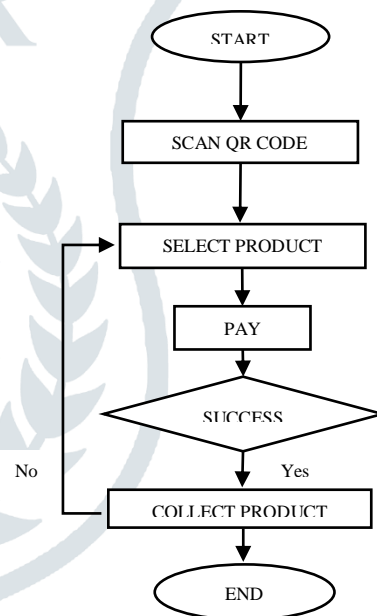 START
SCAN QR CODE
SELECT PRODUCT
PAY
SUCCESS
No
Yes
COLLECT PRODUCT
END